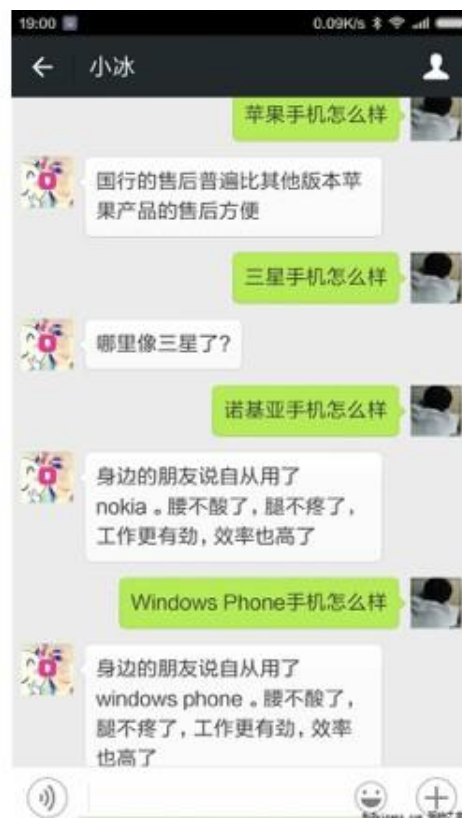 19:00 0.09K/s
小冰
苹果手机怎么样
国行的售后普遍比其他版本苹
果产品的售后方便
三星手机怎么样
哪里像三星了?
诺基亚手机怎么样
身边的朋友说自从用了
nokia。腰不酸了,腿不疼了,
工作更有劲,效率也高了
Windows Phone手机怎么样
身边的朋友说自从用了
windows phone。腰不酸了,
腿不疼了,工作更有劲,效率
也高了